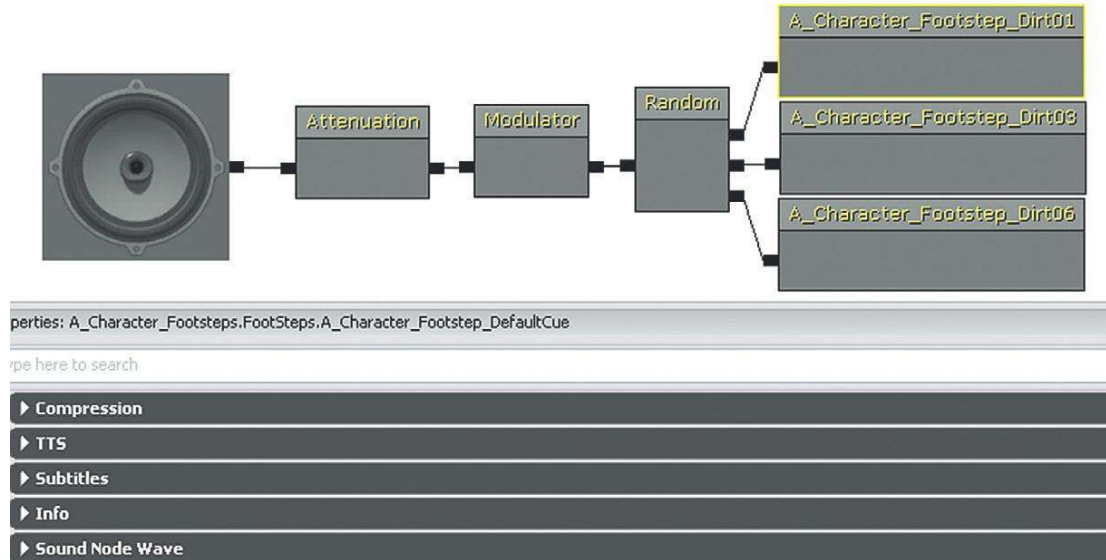 A_Character_Footstep_Dirt01
Attenuation
Modulator
Random
A_Character_Footstep_Dirt03
A_Character_Footstep_Dirt06
perties: A_Character_Footsteps.FootSteps.A_Character_Footstep_DefaultCue
ype here to search
Compression
TTS
Subtitles
Info
Sound Node Wave